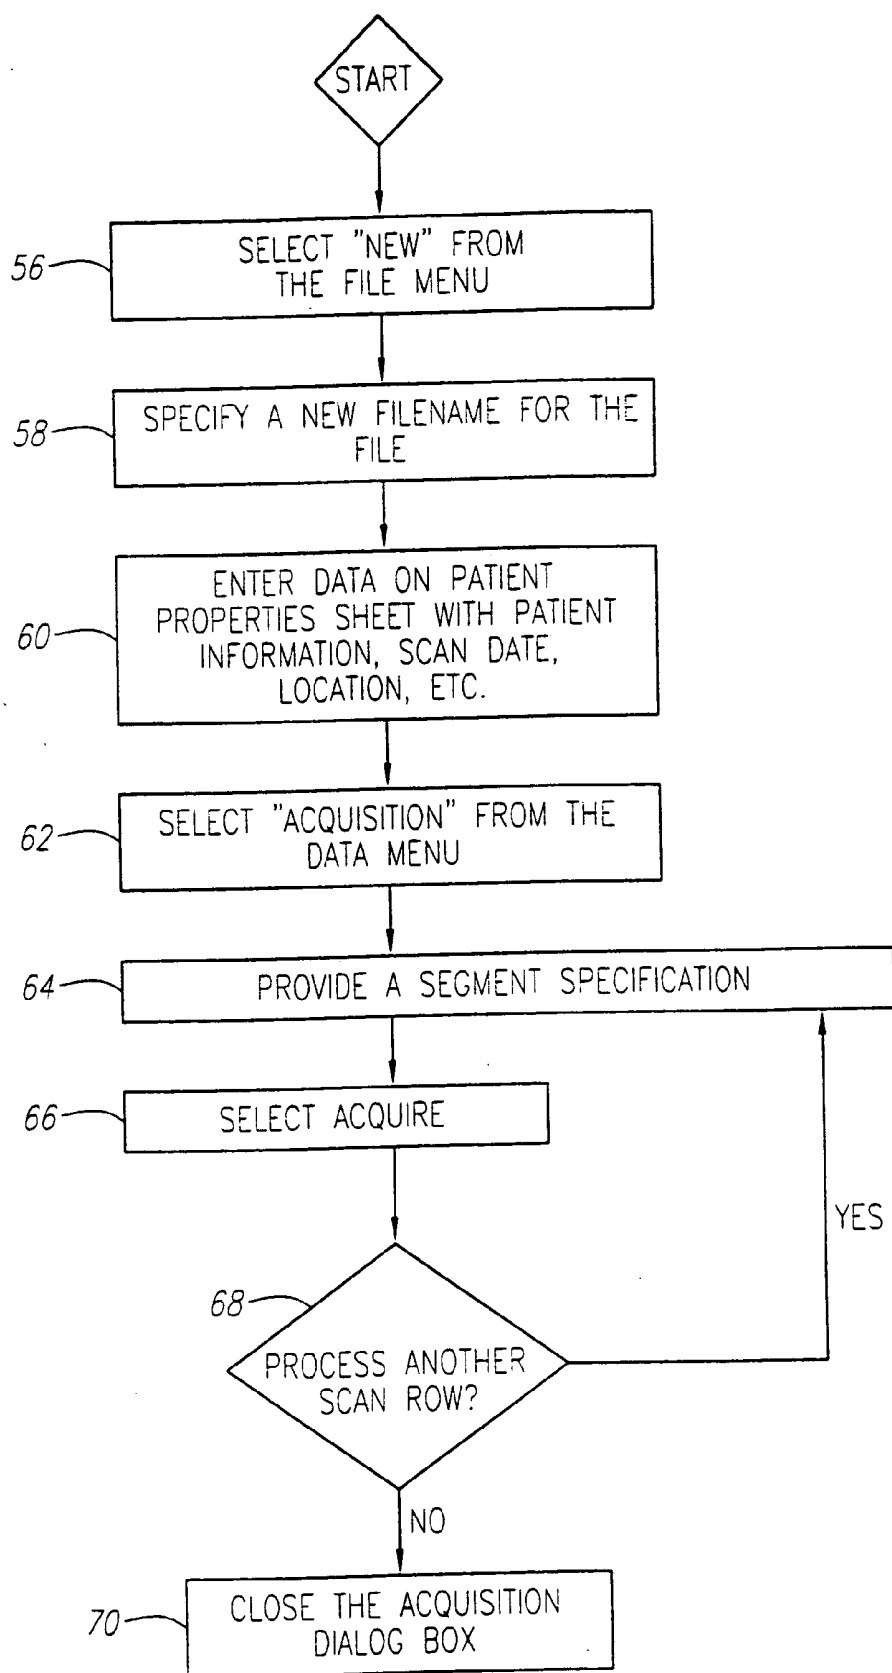 START
56
SELECT "NEW" FROM
THE FILE MENU
58
SPECIFY A NEW FILENAME FOR THE
FILE
60
ENTER DATA ON PATIENT
PROPERTIES SHEET WITH PATIENT
INFORMATION, SCAN DATE,
LOCATION, ETC.
62
SELECT "ACQUISITION" FROM THE
DATA MENU
64
PROVIDE A SEGMENT SPECIFICATION
66
SELECT ACQUIRE
YES
68
PROCESS ANOTHER
SCAN ROW?
NO
70
CLOSE THE ACQUISITION
DIALOG BOX